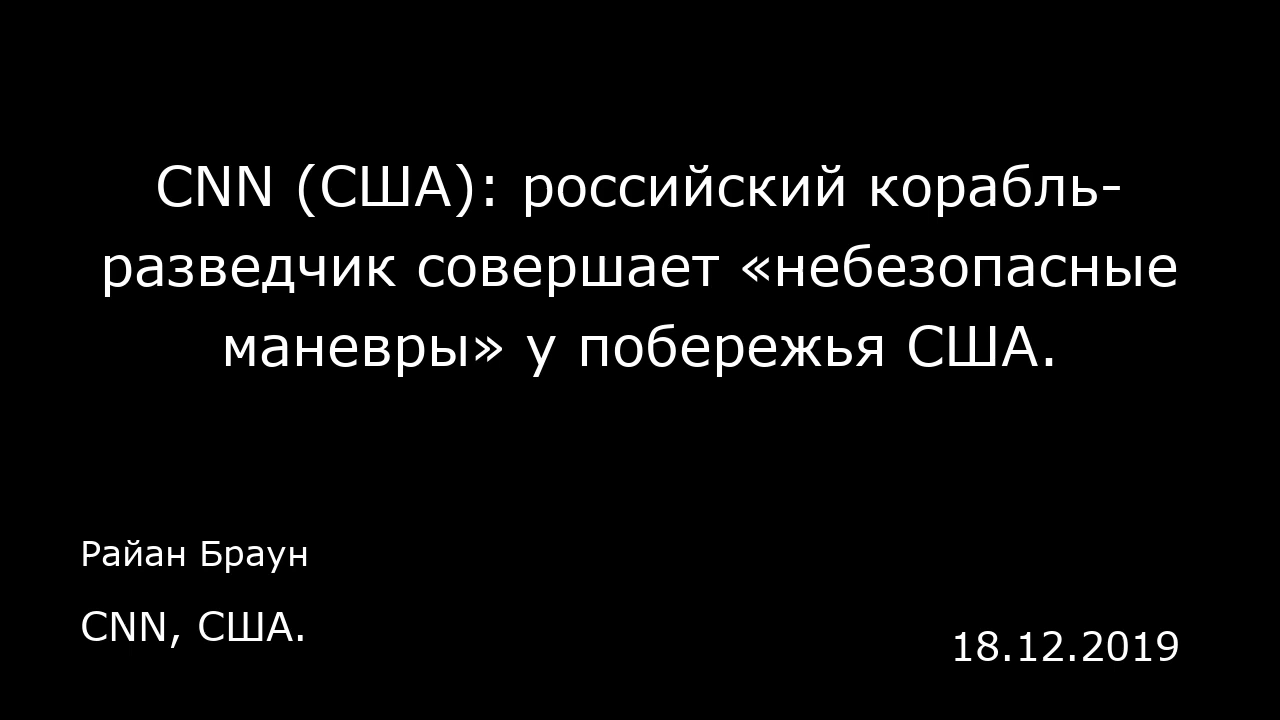 CNN (США): российский корабль-
разведчик совершает «небезопасные
маневры» у побережья США.
Райан Браун
CNN, США.
18.12.2019